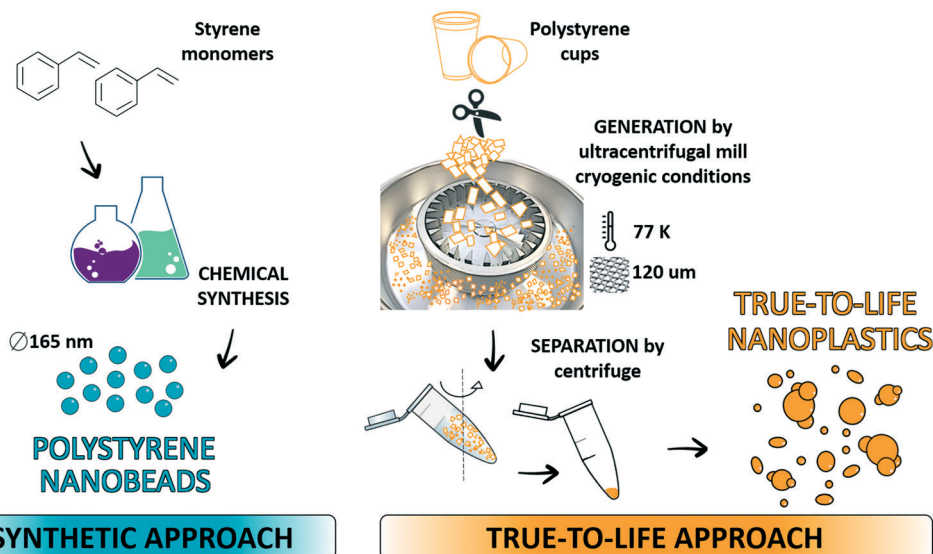 Styrene
monomers
CHEMICAL
SYNTHESIS
∅165 nm
POLYSTYRENE
NANOBEADS
SYNTHETIC APPROACH
Polystyrene
cups
GENERATION by
ultracentrifugal mill
cryogenic conditions
77 K
120 um
SEPARATION by
centrifuge
TRUE-TO-LIFE
NANOPLASTICS
TRUE-TO-LIFE APPROACH